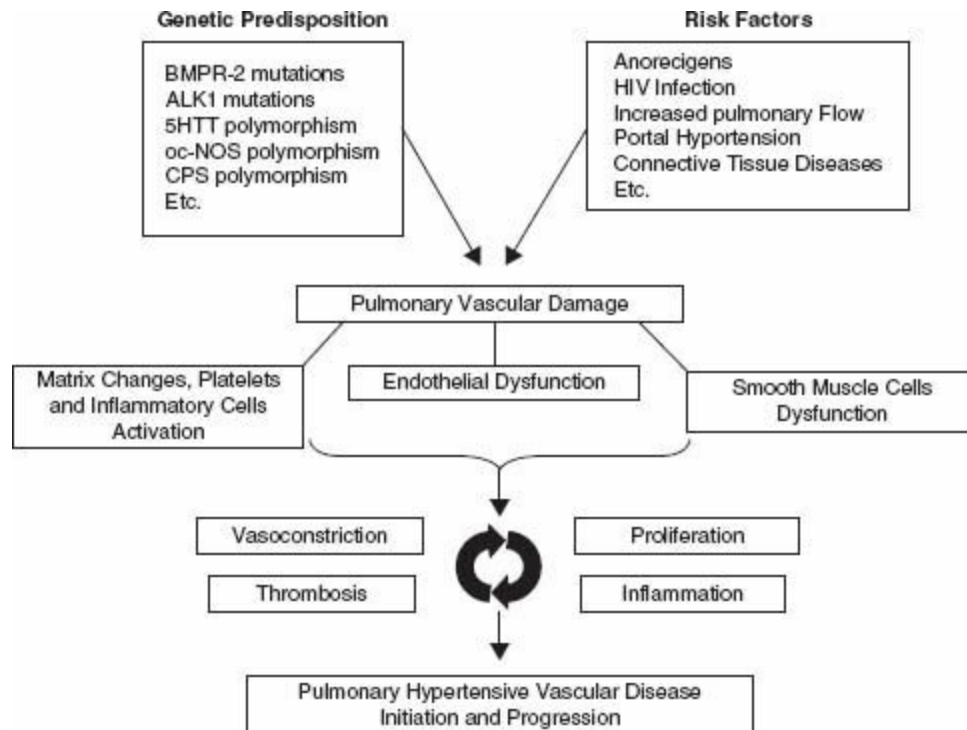 Genetic Predisposition
BMPR-2 mutations
ALK1 mutations
5HTT polymorphism
oc-NOS polymorphism
CPS polymorphism
Etc.
Risk Factors
Anorecigens
HIV Infection
Increased pulmonary Flow
Portal Hyportension
Connective Tissue Diseases
Etc.
Pulmonary Vascular Damage
Matrix Changes, Platelets
and Inflammatory Cells
Activation
Endothelial Dysfunction
Smooth Muscle Cells
Dysfunction
Vasoconstriction
Proliferation
Thrombosis
Inflammation
Pulmonary Hypertensive Vascular Disease
Initiation and Progression